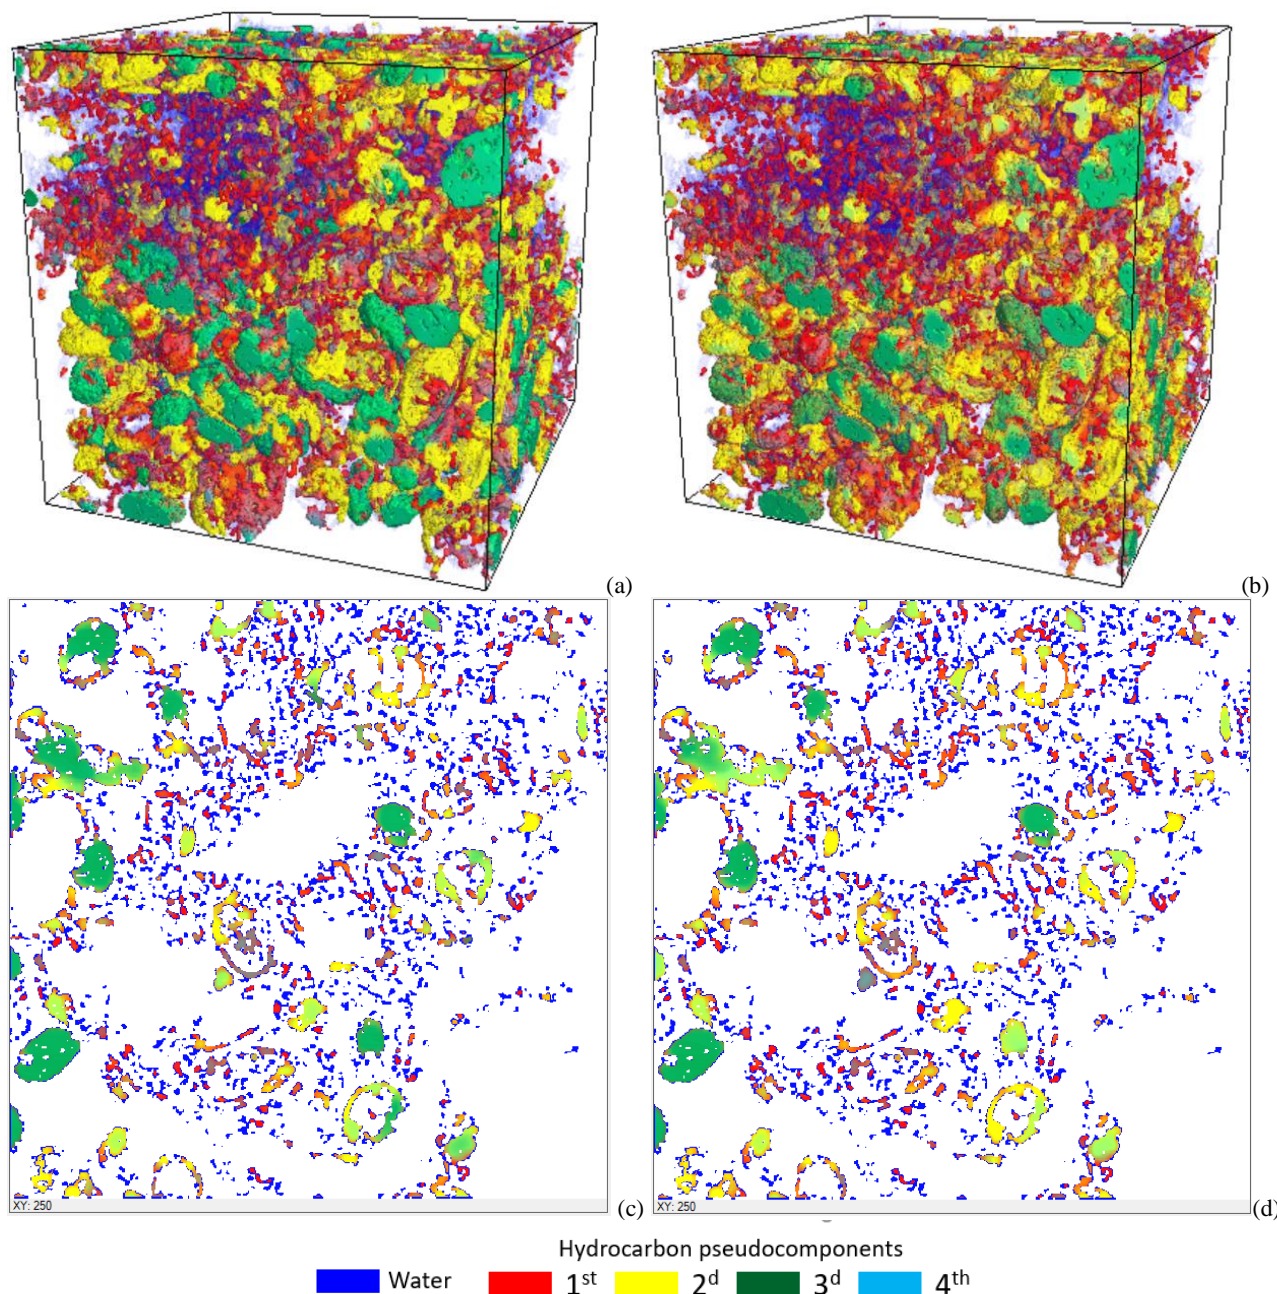 (a)
(b)
XY: 250
(c)
XY: 250
(d)
Hydrocarbon pseudocomponents
Water 1st 2d 3d 4th